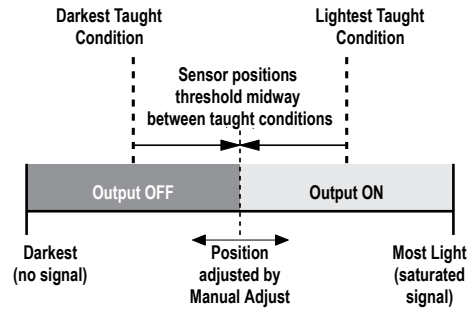 Darkest Taught
Condition
Lightest Taught
Condition
Sensor positions
threshold midway
between taught conditions
Output OFF
Output ON
Darkest
(no signal)
Position
adjusted by
Manual Adjust
Most Light
(saturated
signal)